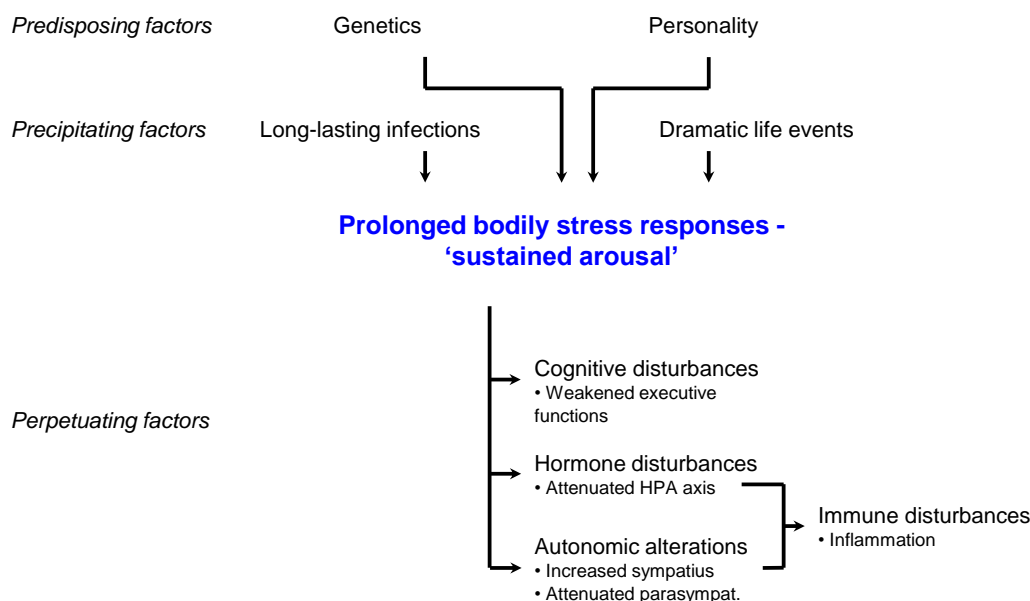 Predisposing factors Genetics Personality
Precipitating factors Long-lasting infections Dramatic life events
Prolonged bodily stress responses -
‘sustained arousal’
Cognitive disturbances
• Weakened executive
functions
Perpetuating factors
Hormone disturbances
• Attenuated HPA axis
Immune disturbances
• Inflammation
Autonomic alterations
• Increased sympatius
• Attenuated parasympat.